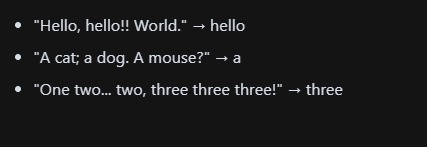 • "Hello, hello!! World." → hello
• "A cat; a dog. A mouse?" → a
• "One two... two, three three three!" → three